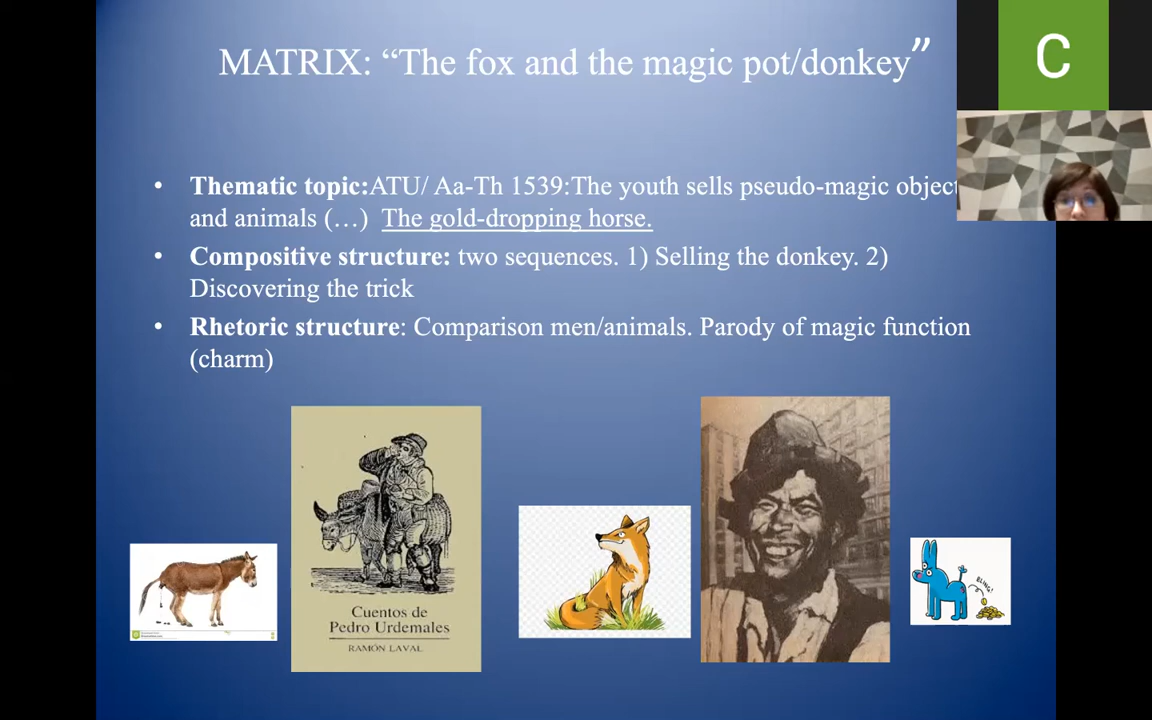 MATRIX: “The fox and the magic pot/donkey”
C
• Thematic topic:ATU/ Aa-Th 1539:The youth sells pseudo-magic object
and animals (…) The gold-dropping horse.
• Compositive structure: two sequences. 1) Selling the donkey. 2)
Discovering the trick
• Rhetoric structure: Comparison men/animals. Parody of magic function
(charm)
Cuentos de
Pedro Urdemales
RAMÓN LAVAL
BLING!